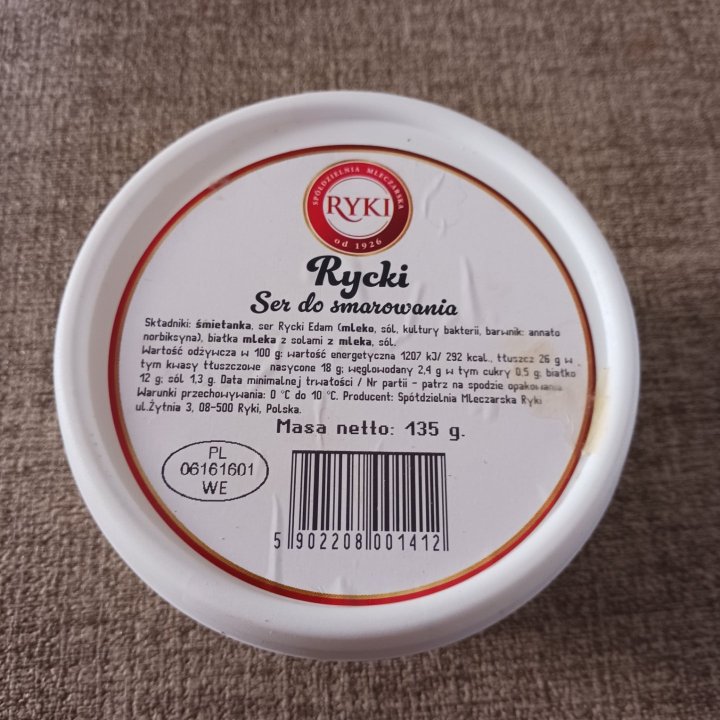 SPÓŁDZIELNIA MLECZARSKA
RYKI
od 1926
Rycki
Ser do smarowania
Składniki: śmietanka, ser Rycki Edam (mleko, sól, kultury bakterii, barwnik: annato
norbiksyna), białka mleka z solami z mleka, sól.
Wartość odżywcza w 100 g: wartość energetyczna 1207 kJ/ 292 kcal., tłuszcz 26 g w
tym kwasy tłuszczowe nasycone 18 g; węglowodany 2,4 g w tym cukry 0,5 g; białko
12 g; sól 1,3 g. Data minimalnej trwałości / Nr partii - patrz na spodzie opakowania
Warunki przechowywania: 0 °C do 10 °C. Producent: Spółdzielnia Mleczarska Ryki
ul.Żytnia 3, 08-500 Ryki, Polska.
Masa netto: 135 g.
PL
06161601
WE
5 902208 001412